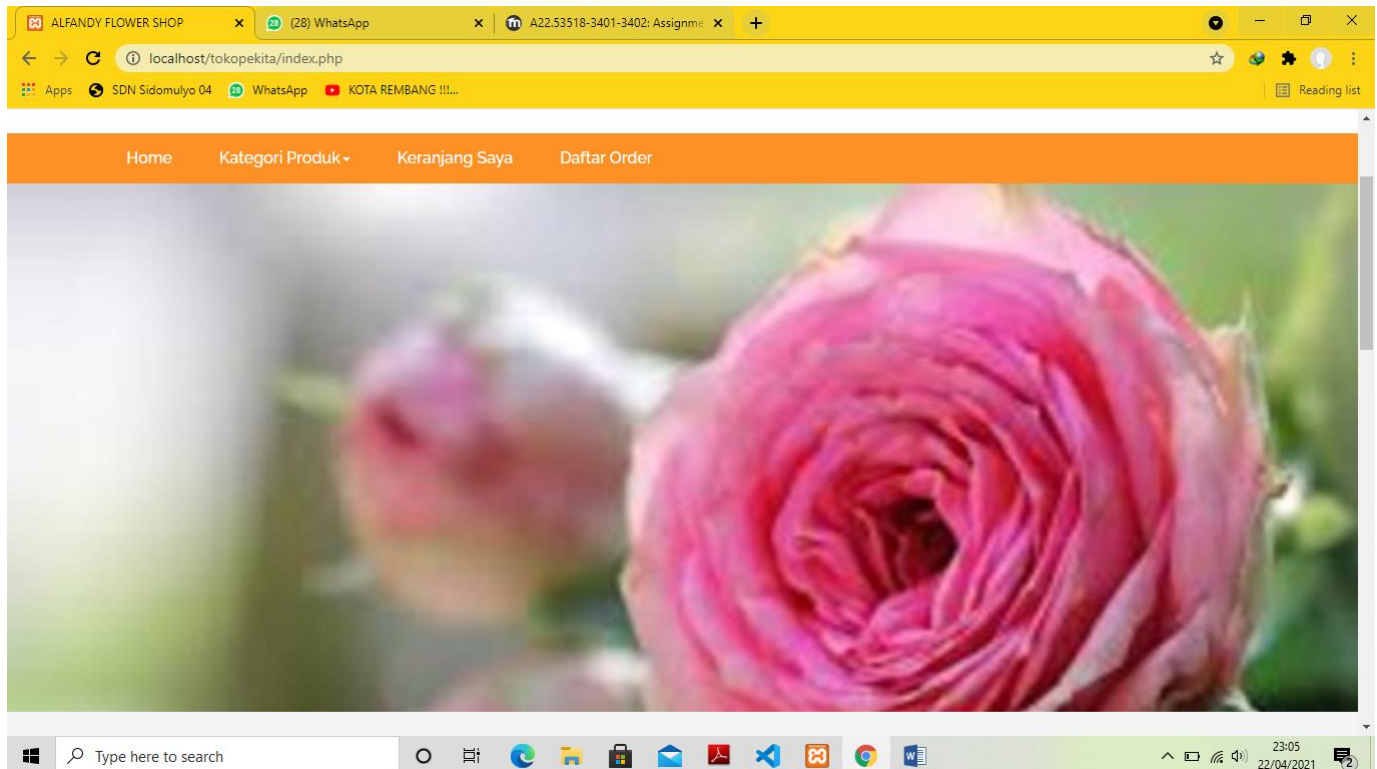 ALFANDY FLOWER SHOP (28) WhatsApp A22.53518-3401-3402: Assignme
localhost/tokopekita/index.php
Apps SDN Sidomulyo 04 28 WhatsApp KOTA REMBANG !!!... Reading list
Home Kategori Produk Keranjang Saya Daftar Order
Type here to search
23:05
22/04/2021
2